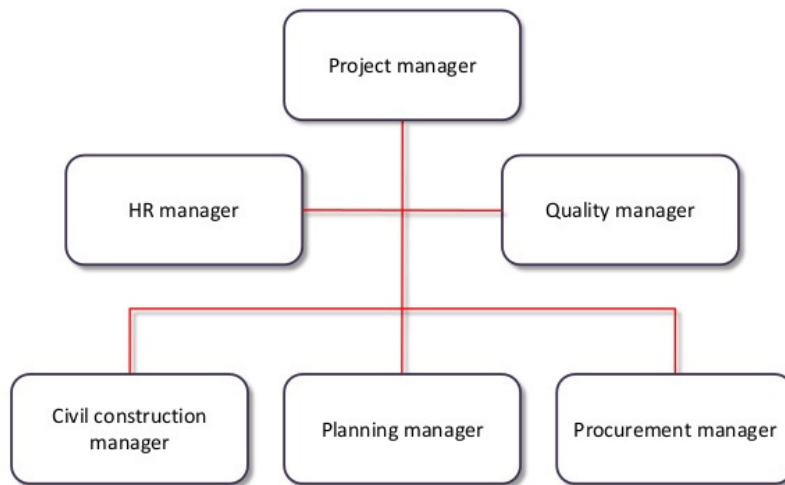 Project manager
HR manager
Quality manager
Civil construction
manager
Planning manager
Procurement manager